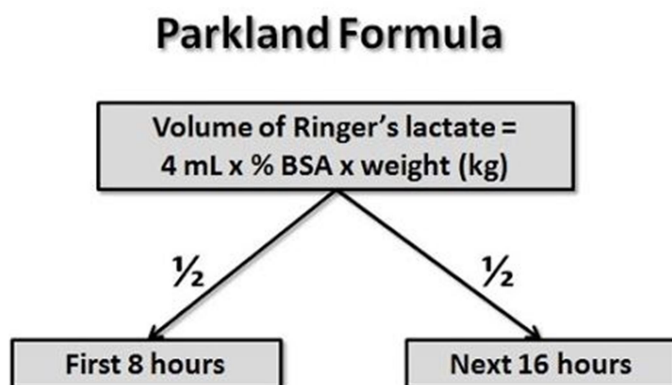 Parkland Formula
Volume of Ringer’s lactate =
4 mL x % BSA x weight (kg)
½
½
First 8 hours
Next 16 hours